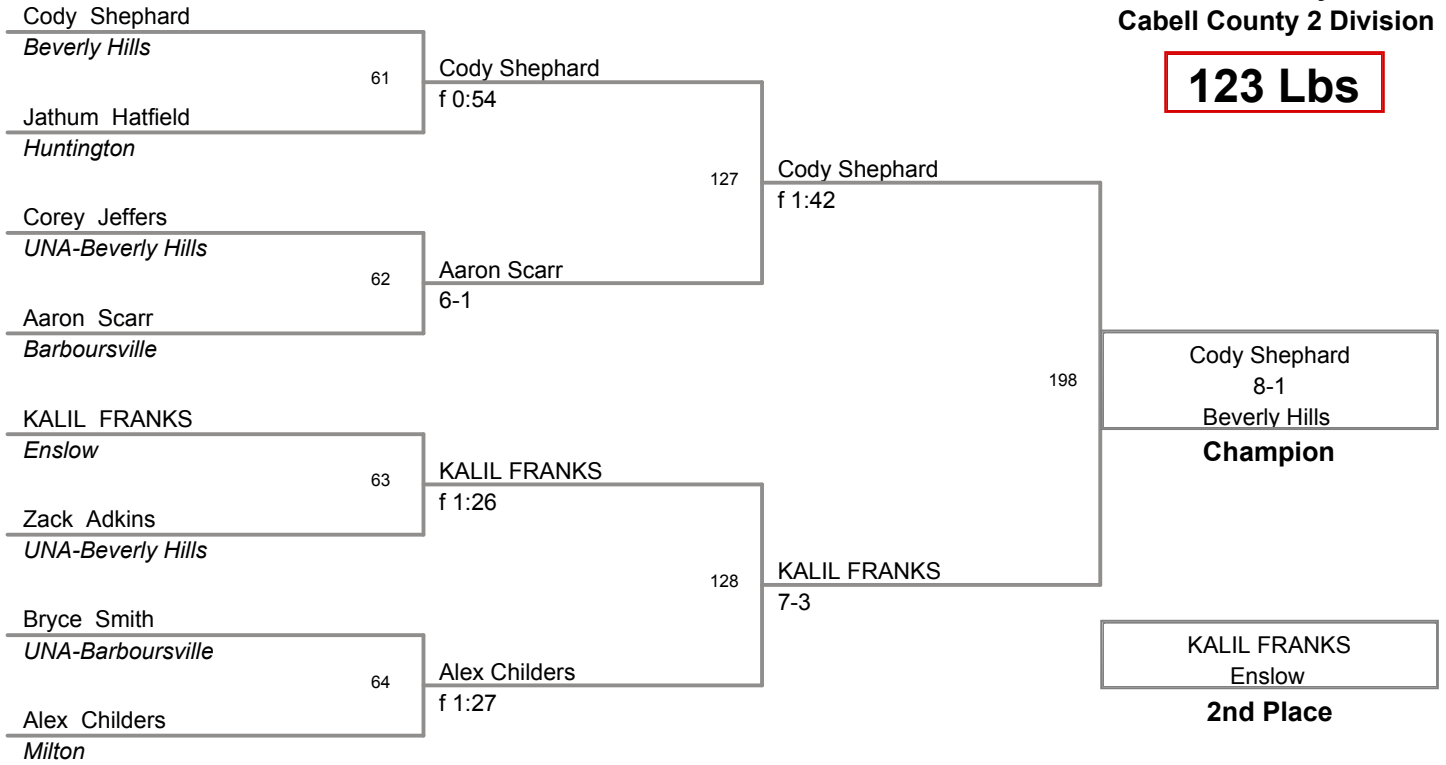 Cabell County 2 Division
123 Lbs
Cody Shephard
Beverly Hills
61
Jathum Hatfield
Huntington
Cody Shephard
f 0:54
Corey Jeffers
UNA-Beverly Hills
62
Aaron Scarr
Barboursville
Aaron Scarr
6-1
127
Cody Shephard
f 1:42
KALIL FRANKS
Enslow
63
Zack Adkins
UNA-Beverly Hills
KALIL FRANKS
f 1:26
Bryce Smith
UNA-Barboursville
64
Alex Childers
Milton
Alex Childers
f 1:27
128
KALIL FRANKS
7-3
198
Cody Shephard
8-1
Beverly Hills
Champion
KALIL FRANKS
Enslow
2nd Place